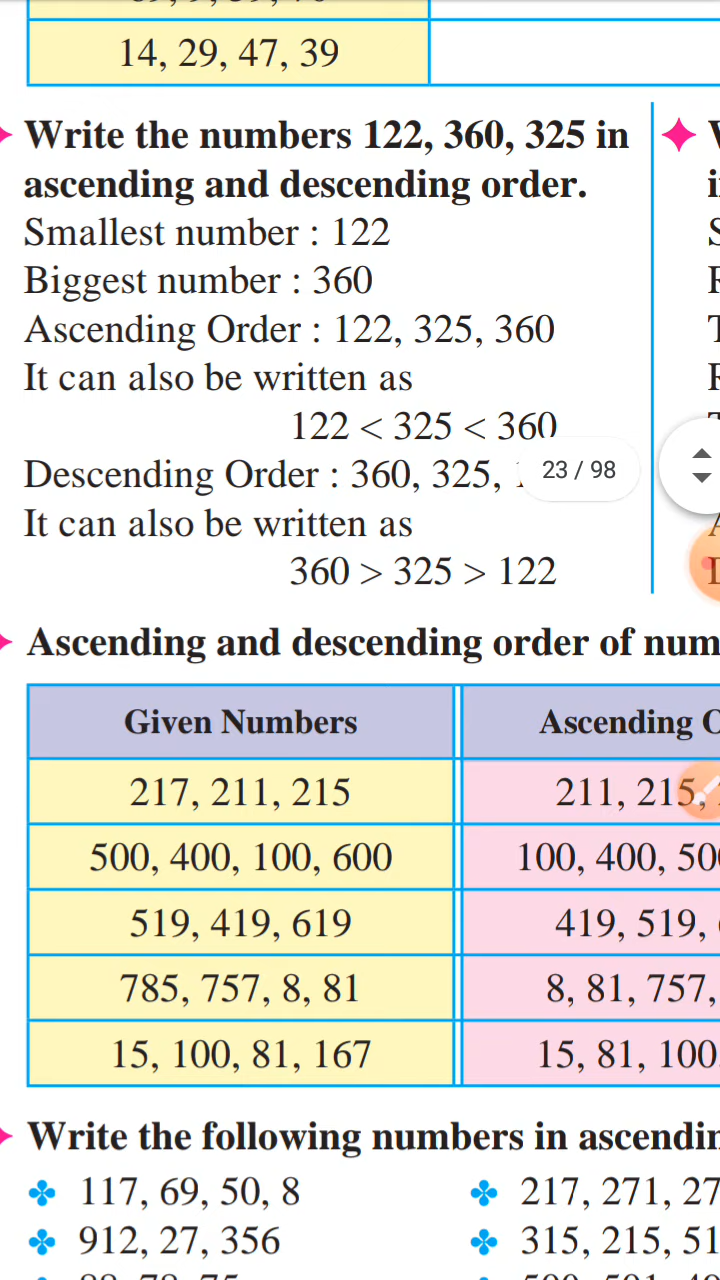 14, 29, 47, 39
Write the numbers 122, 360, 325 in
ascending and descending order.
Smallest number : 122
Biggest number : 360
Ascending Order : 122, 325, 360
It can also be written as
122 < 325 < 360
Descending Order : 360, 325,
23 / 98
It can also be written as
360 > 325 > 122
Ascending and descending order of num
Given Numbers Ascending O
217, 211, 215 211, 215,
500, 400, 100, 600 100, 400, 50
519, 419, 619 419, 519,
785, 757, 8, 81 8, 81, 757,
15, 100, 81, 167 15, 81, 100
Write the following numbers in ascendin
117, 69, 50, 8 217, 271, 27
912, 27, 356 315, 215, 51